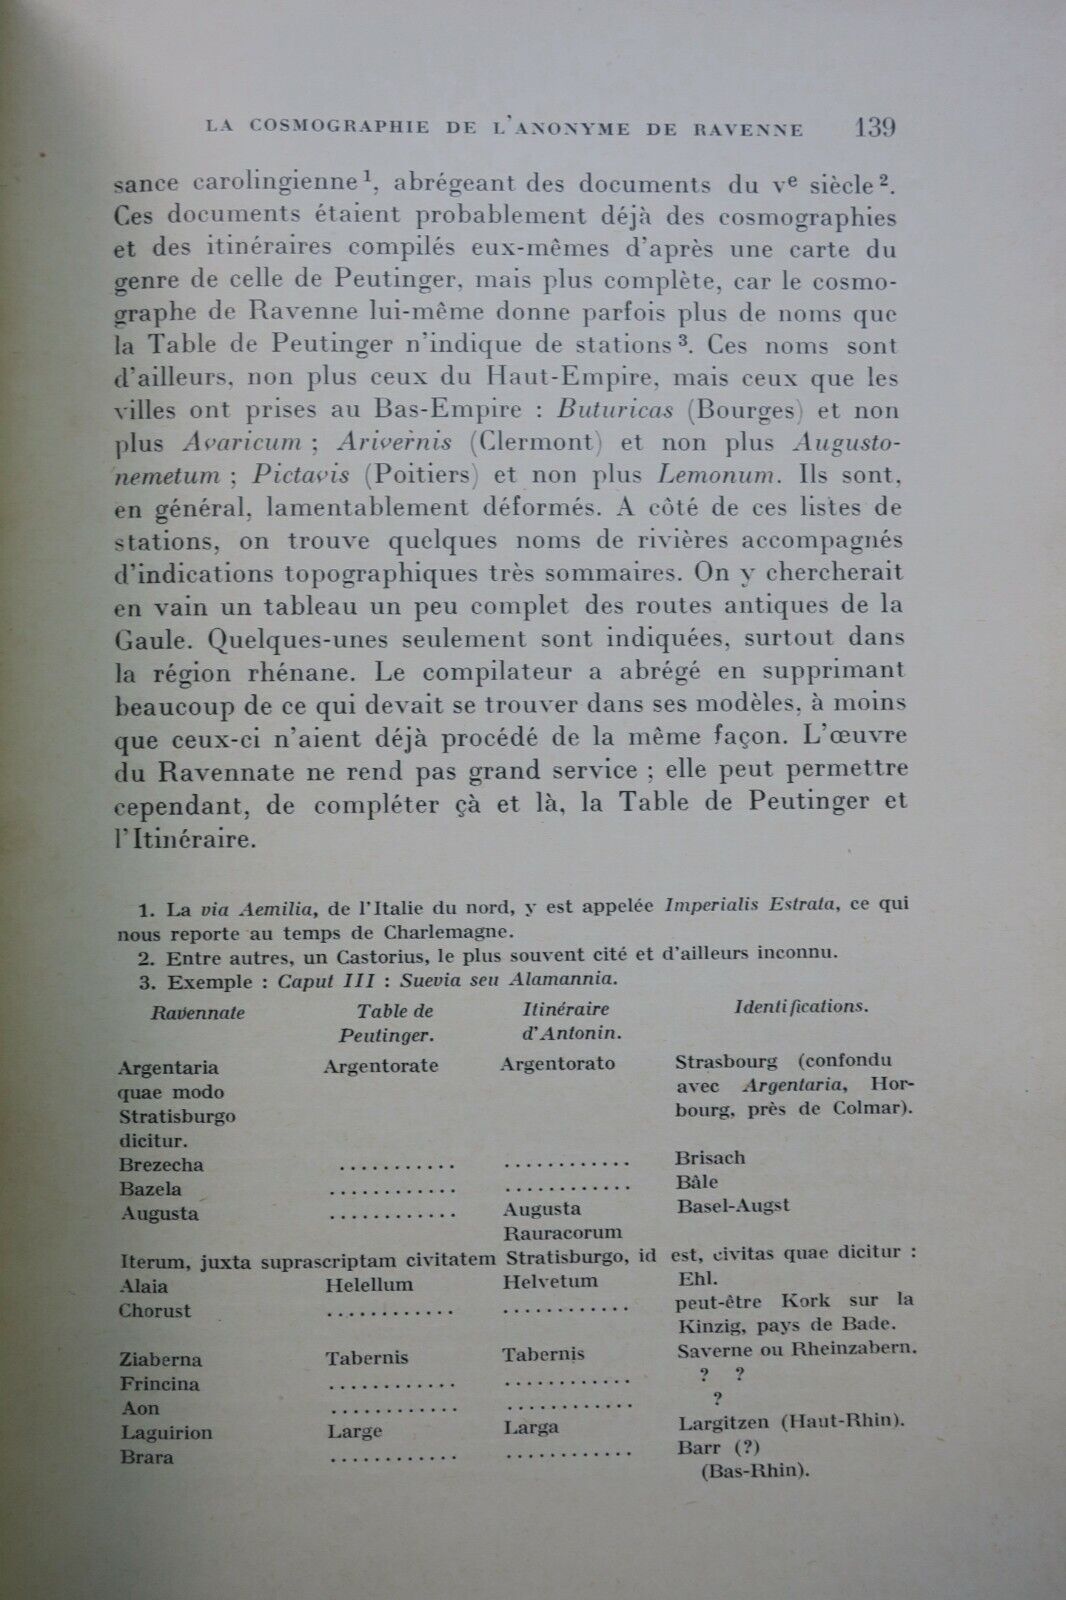 LA COSMOGRAPHIE DE L'ANONYME DE RAVENNE 139
sance carolingienne¹, abrégeant des documents du vᵉ siècle².
Ces documents étaient probablement déjà des cosmographies
et des itinéraires compilés eux-mêmes d'après une carte du
genre de celle de Peutinger, mais plus complète, car le cosmo-
graphe de Ravenne lui-même donne parfois plus de noms que
la Table de Peutinger n'indique de stations³. Ces noms sont
d'ailleurs, non plus ceux du Haut-Empire, mais ceux que les
villes ont prises au Bas-Empire : Buturicas (Bourges) et non
plus Avaricum ; Arivernis (Clermont) et non plus Augusto-
nemetum ; Pictavis (Poitiers) et non plus Lemonum. Ils sont,
en général, lamentablement déformés. A côté de ces listes de
stations, on trouve quelques noms de rivières accompagnés
d'indications topographiques très sommaires. On y chercherait
en vain un tableau un peu complet des routes antiques de la
Gaule. Quelques-unes seulement sont indiquées, surtout dans
la région rhénane. Le compilateur a abrégé en supprimant
beaucoup de ce qui devait se trouver dans ses modèles, à moins
que ceux-ci n'aient déjà procédé de la même façon. L'œuvre
du Ravennate ne rend pas grand service ; elle peut permettre
cependant, de compléter çà et là, la Table de Peutinger et
l'Itinéraire.
1. La via Aemilia, de l'Italie du nord, y est appelée Imperialis Estrata, ce qui
nous reporte au temps de Charlemagne.
2. Entre autres, un Castorius, le plus souvent cité et d'ailleurs inconnu.
3. Exemple : Caput III : Suevia seu Alamannia.
Ravennate Table de Itinéraire Identifications.
Peutinger. d'Antonin.
Argentaria Argentorate Argentorato Strasbourg (confondu
quae modo avec Argentaria, Hor-
Stratisburgo bourg, près de Colmar).
dicitur.
Brezecha ........... ............ Brisach
Bazela ............ ............ Bâle
Augusta ............ Augusta Basel-Augst
Rauracorum
Iterum, juxta suprascriptam civitatem Stratisburgo, id est, civitas quae dicitur :
Alaia Helellum Helvetum Ehl.
Chorust ............ ............ peut-être Kork sur la
Kinzig, pays de Bade.
Ziaberna Tabernis Tabernis Saverne ou Rheinzabern.
Frincina ............ ............ ? ?
Aon ............ ............ ?
Laguirion Large Larga Largitzen (Haut-Rhin).
Brara ............ ............ Barr (?)
(Bas-Rhin).